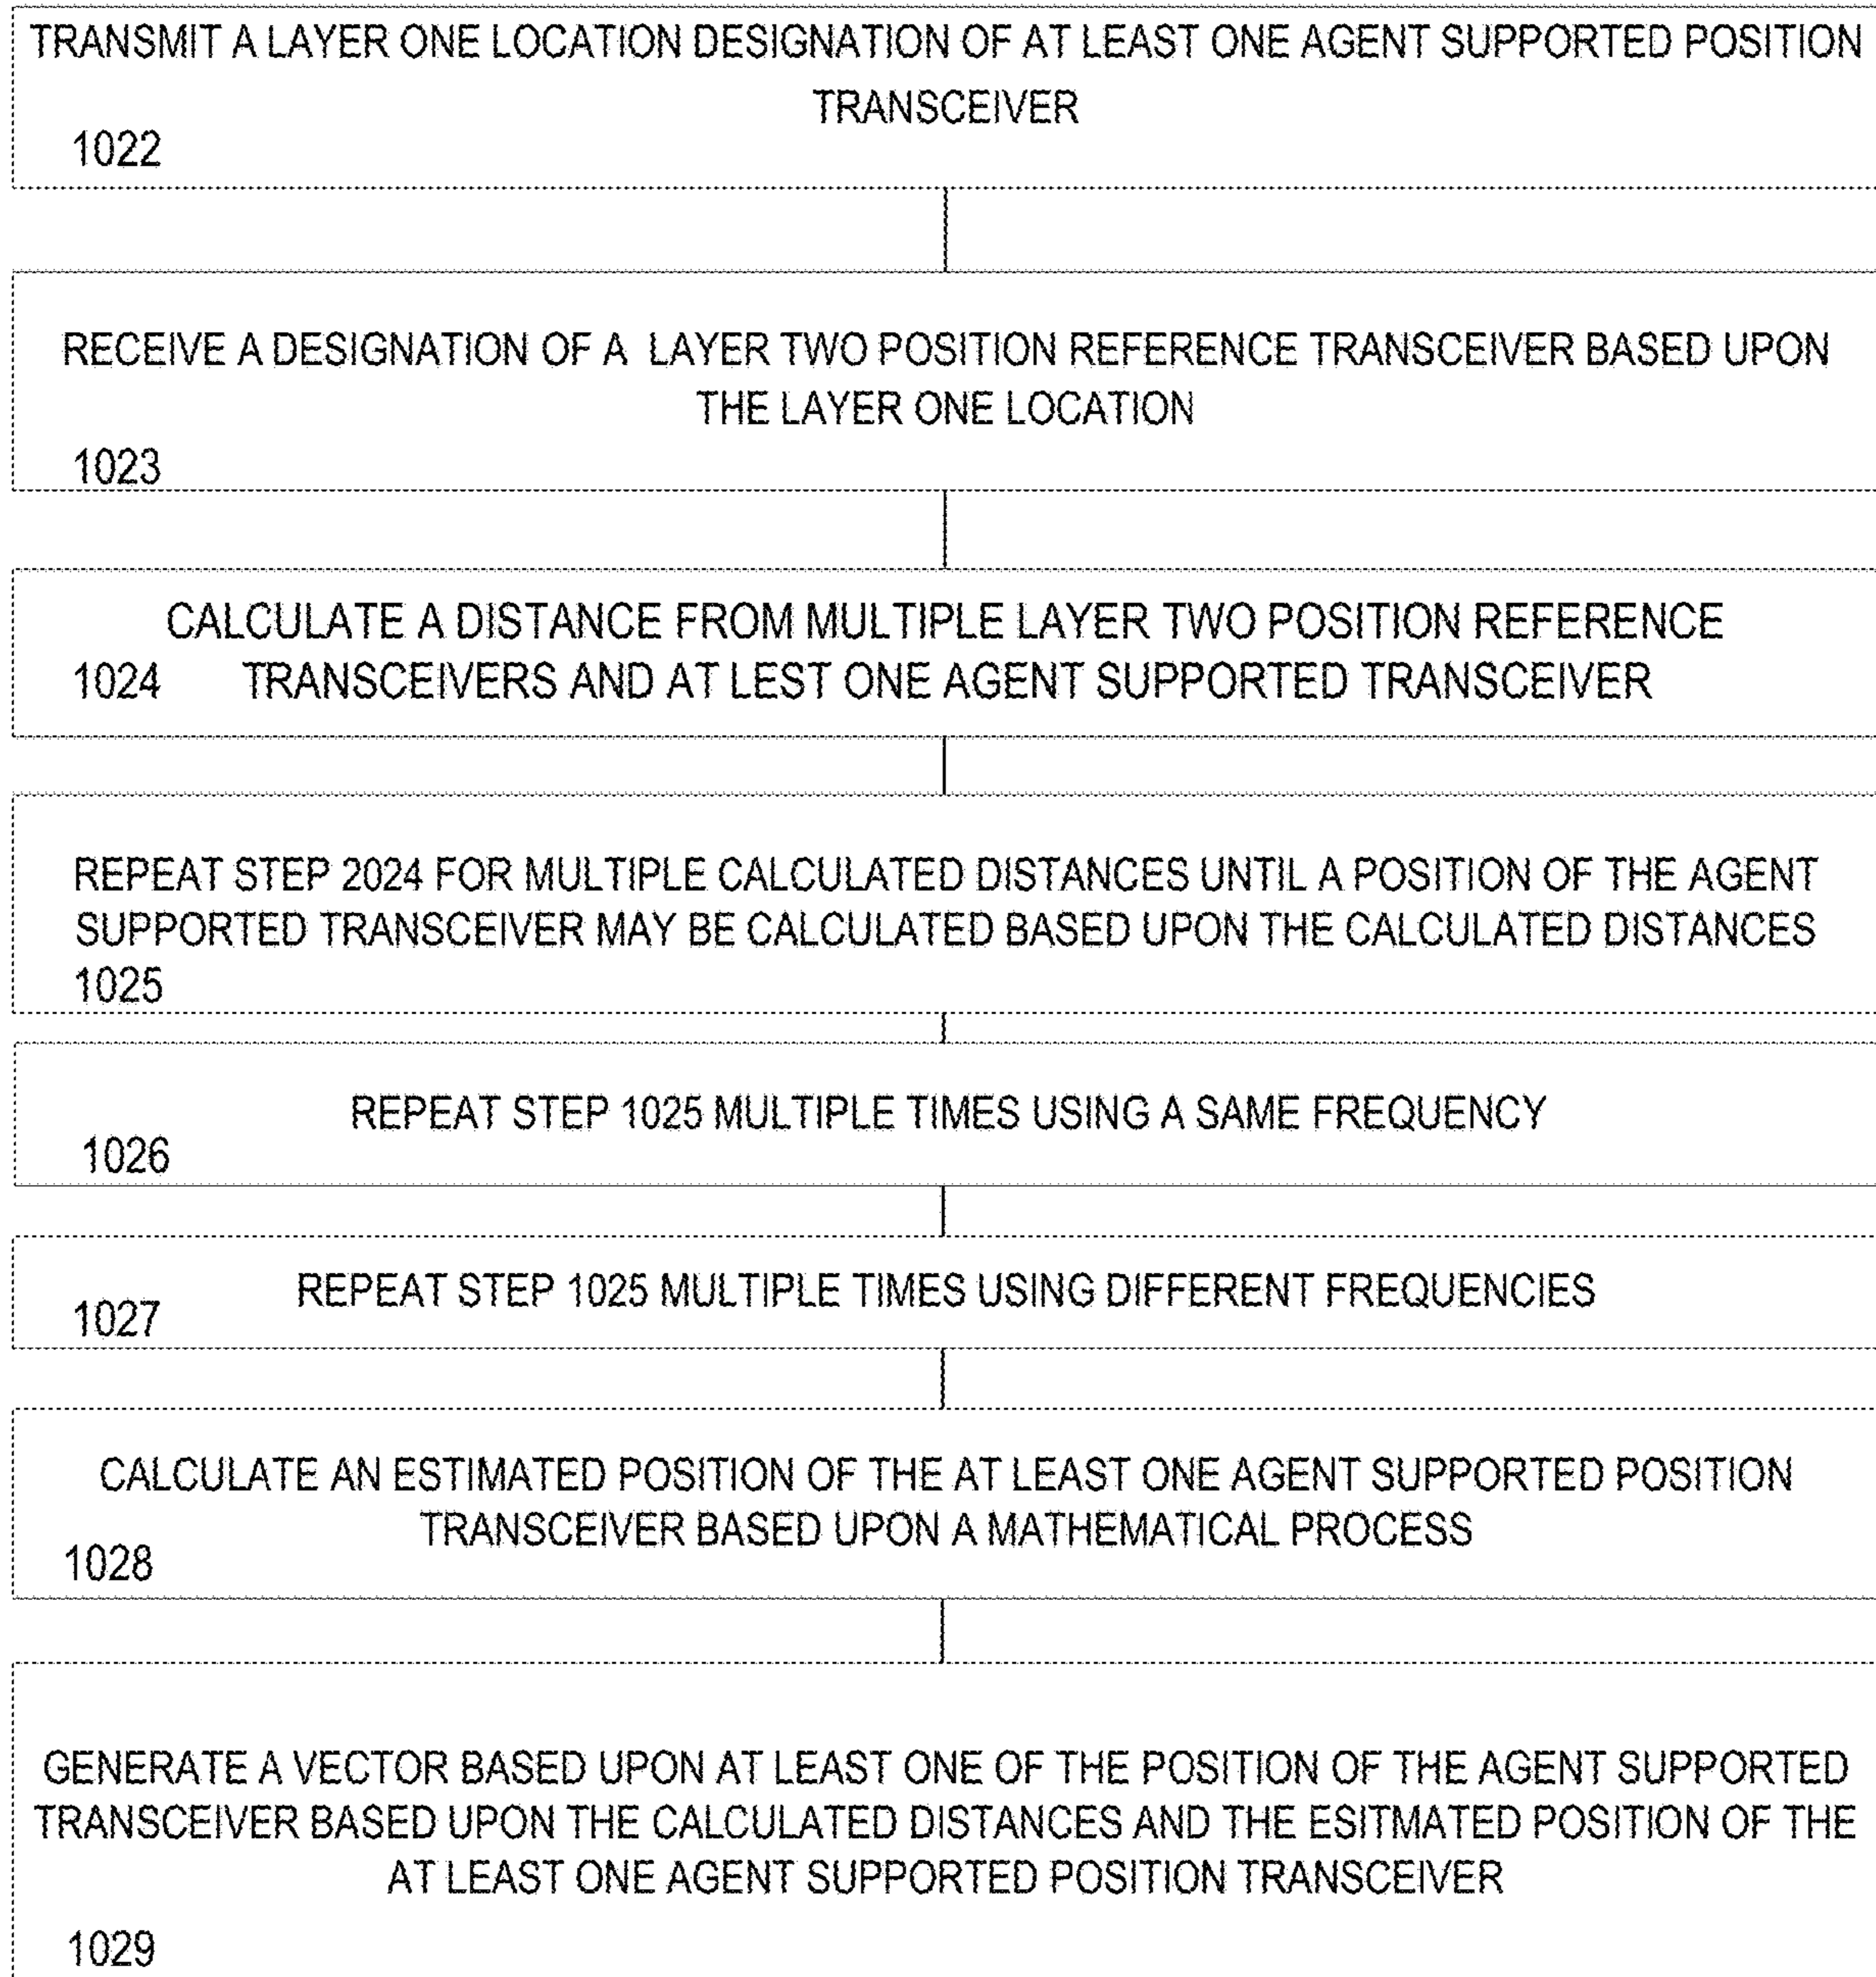 TRANSMIT A LAYER ONE LOCATION DESIGNATION OF AT LEAST ONE AGENT SUPPORTED POSITION
TRANSCEIVER
1022
RECEIVE A DESIGNATION OF A LAYER TWO POSITION REFERENCE TRANSCEIVER BASED UPON
THE LAYER ONE LOCATION
1023
CALCULATE A DISTANCE FROM MULTIPLE LAYER TWO POSITION REFERENCE
1024 TRANSCEIVERS AND AT LEST ONE AGENT SUPPORTED TRANSCEIVER
REPEAT STEP 2024 FOR MULTIPLE CALCULATED DISTANCES UNTIL A POSITION OF THE AGENT
SUPPORTED TRANSCEIVER MAY BE CALCULATED BASED UPON THE CALCULATED DISTANCES
1025
REPEAT STEP 1025 MULTIPLE TIMES USING A SAME FREQUENCY
1026
REPEAT STEP 1025 MULTIPLE TIMES USING DIFFERENT FREQUENCIES
1027
CALCULATE AN ESTIMATED POSITION OF THE AT LEAST ONE AGENT SUPPORTED POSITION
TRANSCEIVER BASED UPON A MATHEMATICAL PROCESS
1028
GENERATE A VECTOR BASED UPON AT LEAST ONE OF THE POSITION OF THE AGENT SUPPORTED
TRANSCEIVER BASED UPON THE CALCULATED DISTANCES AND THE ESITMATED POSITION OF THE
AT LEAST ONE AGENT SUPPORTED POSITION TRANSCEIVER
1029